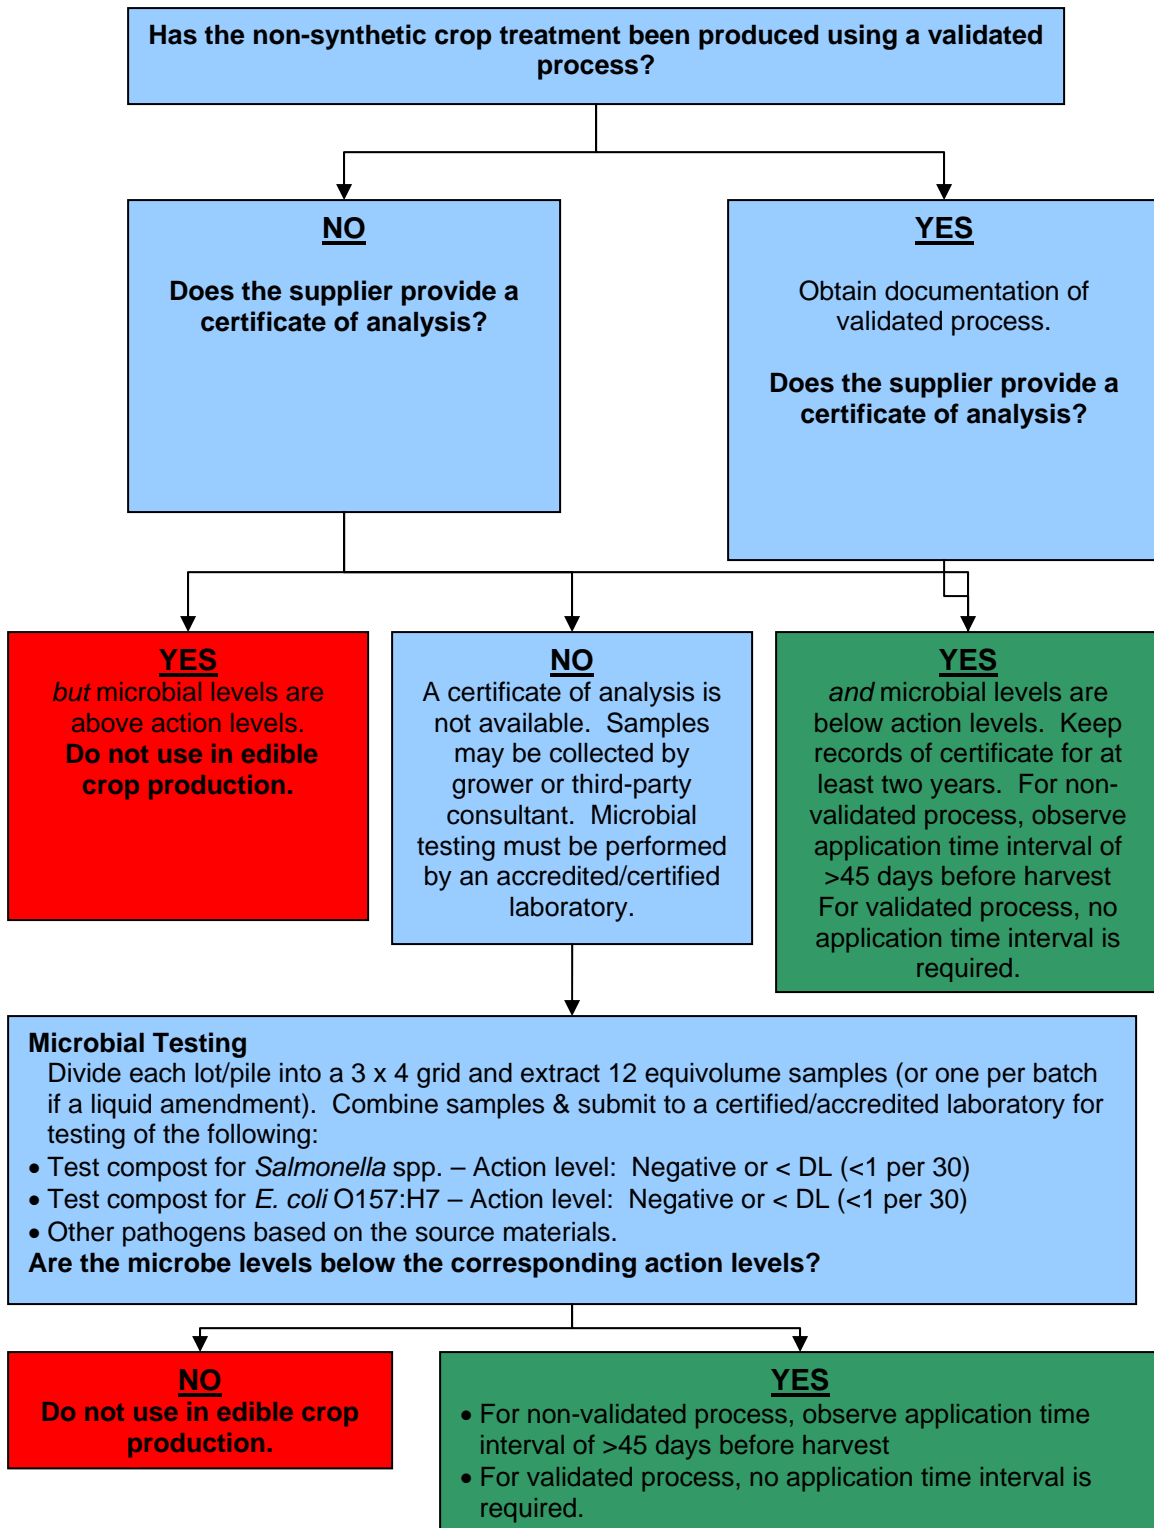 Has the non-synthetic crop treatment been produced using a validated
process?
NO
Does the supplier provide a
certificate of analysis?
YES
Obtain documentation of
validated process.
Does the supplier provide a
certificate of analysis?
YES
but microbial levels are
above action levels.
Do not use in edible
crop production.
NO
A certificate of analysis is
not available.  Samples
may be collected by
grower or third-party
consultant.  Microbial
testing must be performed
by an accredited/certified
laboratory.
YES
and microbial levels are
below action levels.  Keep
records of certificate for at
least two years.  For non-
validated process, observe
application time interval of
>45 days before harvest
For validated process, no
application time interval is
required.
Microbial Testing
Divide each lot/pile into a 3 x 4 grid and extract 12 equivolume samples (or one per batch
if a liquid amendment).  Combine samples & submit to a certified/accredited laboratory for
testing of the following:
• Test compost for Salmonella spp. – Action level:  Negative or < DL (<1 per 30)
• Test compost for E. coli O157:H7 – Action level:  Negative or < DL (<1 per 30)
• Other pathogens based on the source materials.
Are the microbe levels below the corresponding action levels?
NO
Do not use in edible crop
production.
YES
• For non-validated process, observe application time
interval of >45 days before harvest
• For validated process, no application time interval is
required.